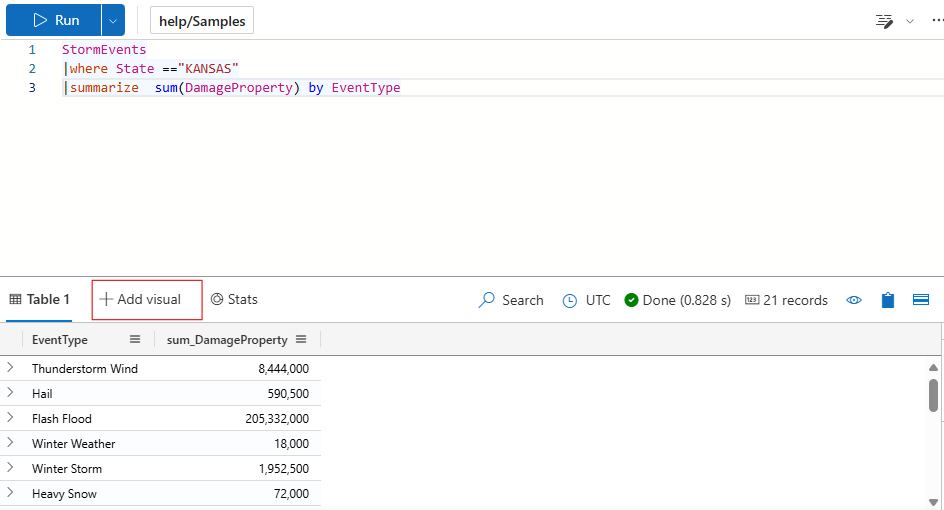 Run help/Samples
1 StormEvents
2 |where State =="KANSAS"
3 |summarize  sum(DamageProperty) by EventType
Table 1 Add visual Stats Search UTC Done (0.828 s) 123 21 records
EventType sum_DamageProperty
Thunderstorm Wind 8,444,000
Hail 590,500
Flash Flood 205,332,000
Winter Weather 18,000
Winter Storm 1,952,500
Heavy Snow 72,000